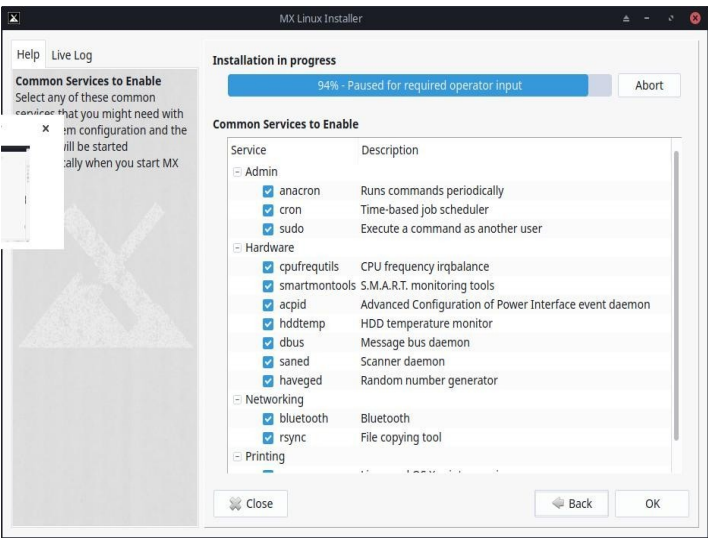 MX Linux Installer
Help Live Log
Common Services to Enable
Select any of these common
services that you might need with
em configuration and the
will be started
cally when you start MX
Installation in progress
94% - Paused for required operator input
Abort
Common Services to Enable
Service Description
Admin
anacron Runs commands periodically
cron Time-based job scheduler
sudo Execute a command as another user
Hardware
cpufrequtils CPU frequency irqbalance
smartmontools S.M.A.R.T. monitoring tools
acpid Advanced Configuration of Power Interface event daemon
hddtemp HDD temperature monitor
dbus Message bus daemon
saned Scanner daemon
haveged Random number generator
Networking
bluetooth Bluetooth
rsync File copying tool
Printing
Close Back OK